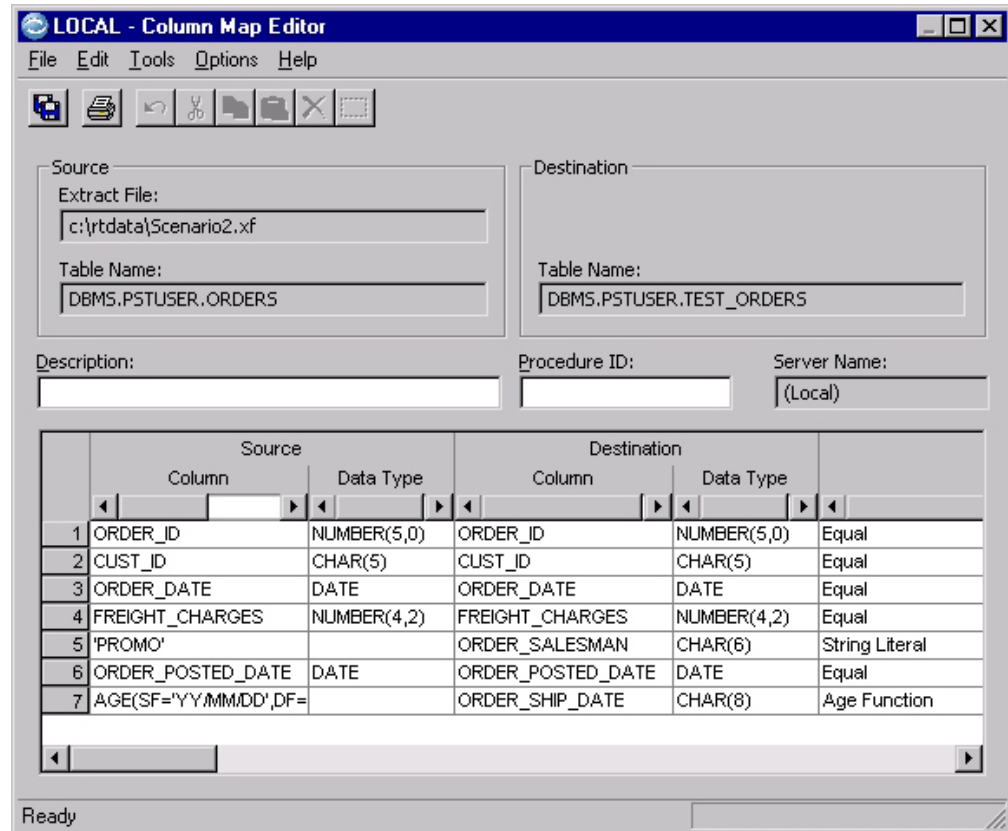 LOCAL - Column Map Editor
File Edit Tools Options Help
Source
Extract File:
c:\rtdata\Scenario2.xf
Table Name:
DBMS.PSTUSER.ORDERS
Destination
Table Name:
DBMS.PSTUSER.TEST_ORDERS
Description:
Procedure ID:
Server Name:
(Local)
Source Destination
Column Data Type Column Data Type
1 ORDER_ID NUMBER(5,0) ORDER_ID NUMBER(5,0) Equal
2 CUST_ID CHAR(5) CUST_ID CHAR(5) Equal
3 ORDER_DATE DATE ORDER_DATE DATE Equal
4 FREIGHT_CHARGES NUMBER(4,2) FREIGHT_CHARGES NUMBER(4,2) Equal
5 'PROMO' ORDER_SALESMAN CHAR(6) String Literal
6 ORDER_POSTED_DATE DATE ORDER_POSTED_DATE DATE Equal
7 AGE(SF='YY/MM/DD',DF= ORDER_SHIP_DATE CHAR(8) Age Function
Ready